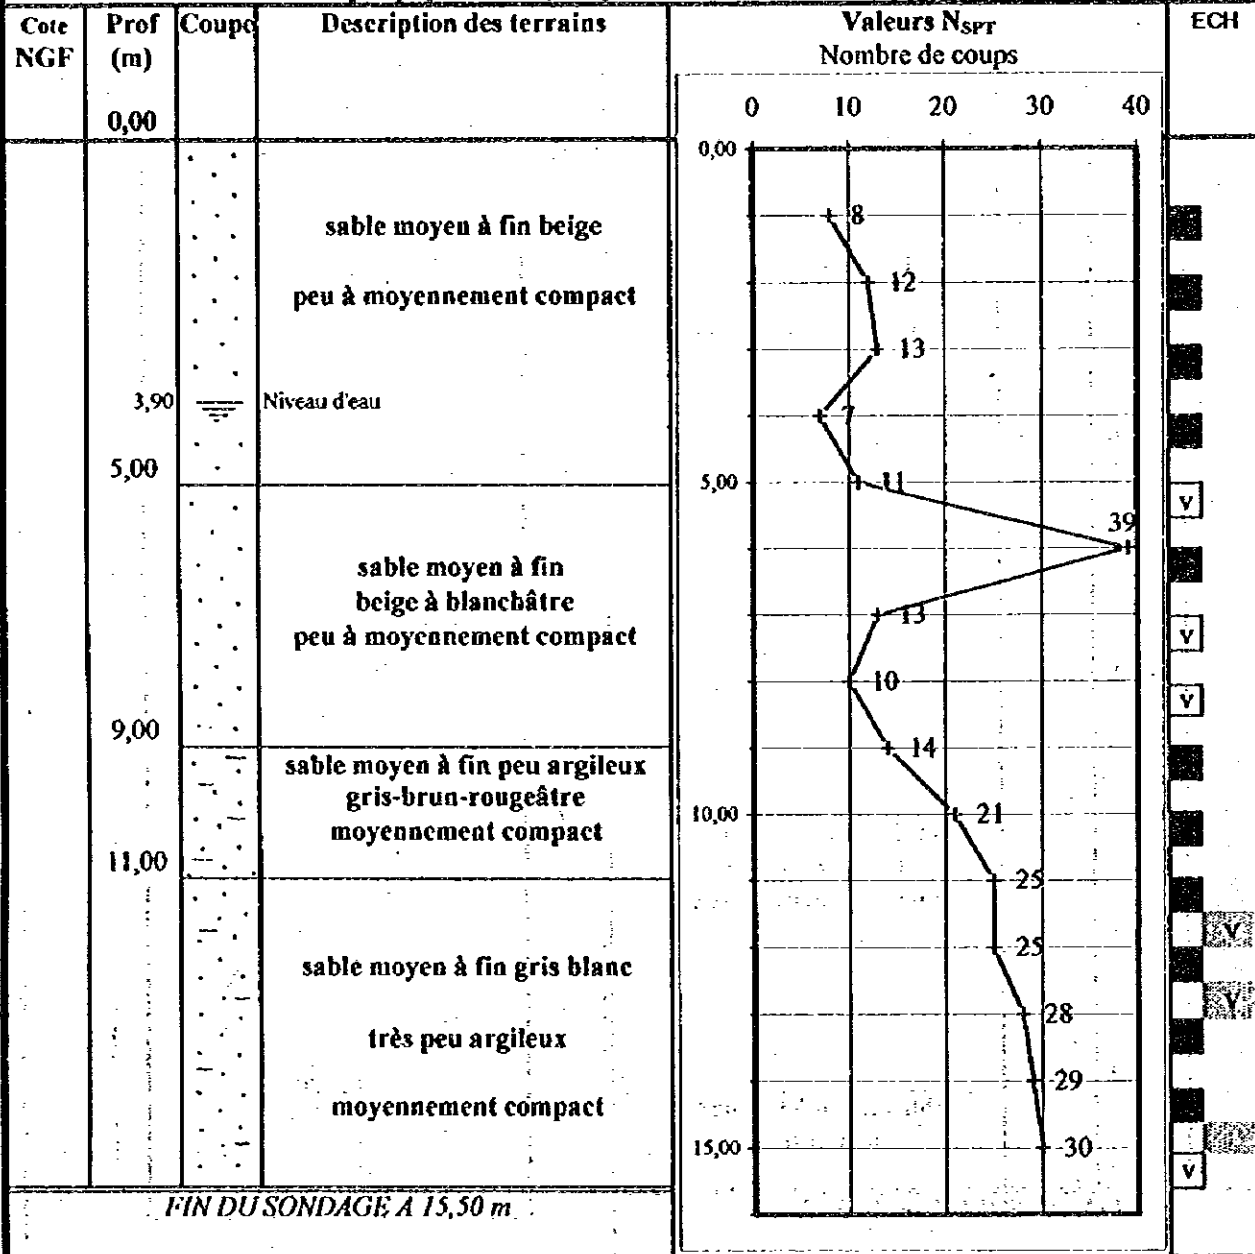 Cote NGF
Prof (m)
Coupe
Description des terrains
Valeurs NSPT
Nombre de coups
ECH
0,00
0 10 20 30 40
0,00
sable moyen à fin beige
8
peu à moyennement compact
12
13
3,90
Niveau d'eau
7
5,00
5,00
11
V
39
sable moyen à fin
beige à blanchâtre
peu à moyennement compact
13
V
10
V
9,00
14
sable moyen à fin peu argileux
gris-brun-rougeâtre
moyennement compact
10,00
21
11,00
25
V
sable moyen à fin gris blanc
25
V
28
très peu argileux
29
moyennement compact
15,00
30
V
FIN DU SONDAGE A 15,50 m